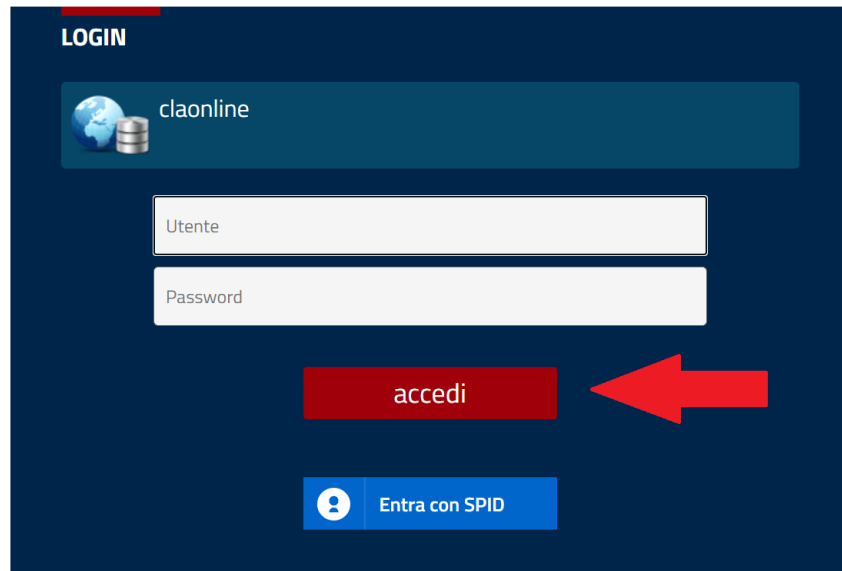 LOGIN
claonline
Utente
Password
accedi
Entra con SPID